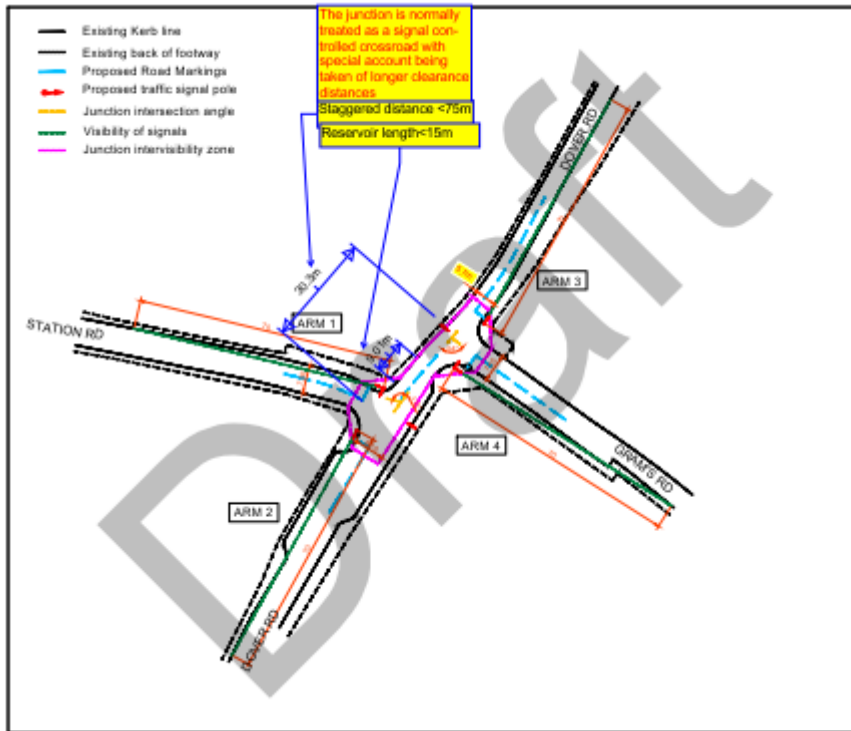 The junction is normally
treated as a signal con-
trolled crossroad with
special account being
taken of longer clearance
distances
Staggered distance <75m
Reservoir length<15m
Existing Kerb line
Existing back of footway
Proposed Road Markings
Proposed traffic signal pole
Junction intersection angle
Visibility of signals
Junction intervisibility zone
DOVER RD
ARM 3
30.3m
ARM 1
STATION RD
9.01m
ARM 4
GRAM'S RD
ARM 2
DOVER RD
Draft